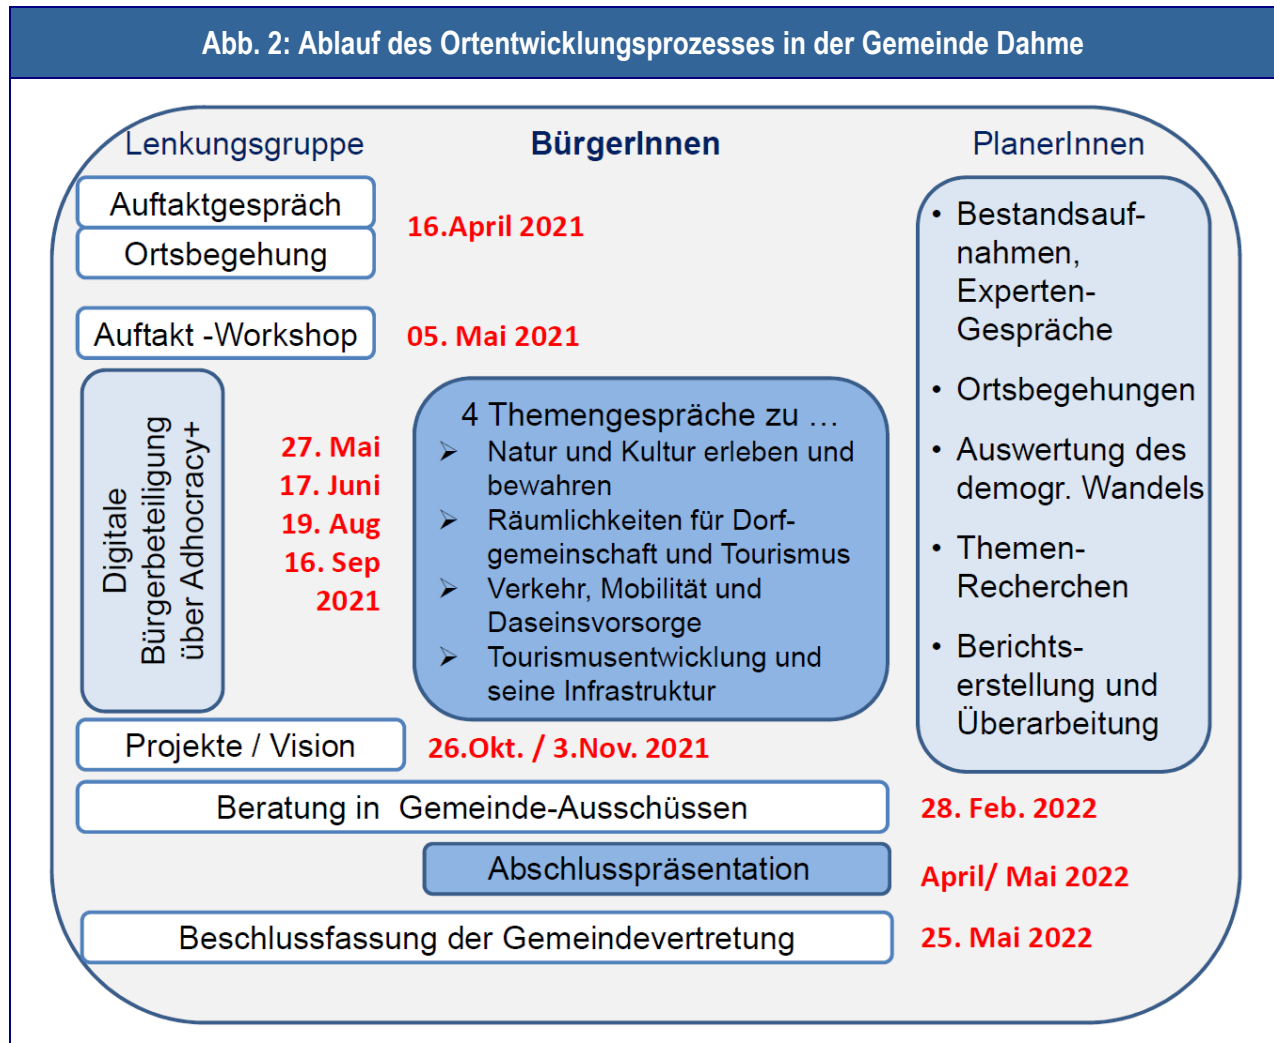 Abb. 2: Ablauf des Ortentwicklungsprozesses in der Gemeinde Dahme
Lenkungsgruppe
BürgerInnen
PlanerInnen
Auftaktgespräch
Ortsbegehung
16.April 2021
Auftakt -Workshop
05. Mai 2021
Digitale
Bürgerbeteiligung
über Adhocracy+
27. Mai
17. Juni
19. Aug
16. Sep
2021
4 Themengespräche zu ...
➢ Natur und Kultur erleben und
bewahren
➢ Räumlichkeiten für Dorf-
gemeinschaft und Tourismus
➢ Verkehr, Mobilität und
Daseinsvorsorge
➢ Tourismusentwicklung und
seine Infrastruktur
• Bestandsauf-
nahmen,
Experten-
Gespräche
• Ortsbegehungen
• Auswertung des
demogr. Wandels
• Themen-
Recherchen
• Berichts-
erstellung und
Überarbeitung
Projekte / Vision
26.Okt. / 3.Nov. 2021
Beratung in Gemeinde-Ausschüssen
28. Feb. 2022
Abschlusspräsentation
April/ Mai 2022
Beschlussfassung der Gemeindevertretung
25. Mai 2022